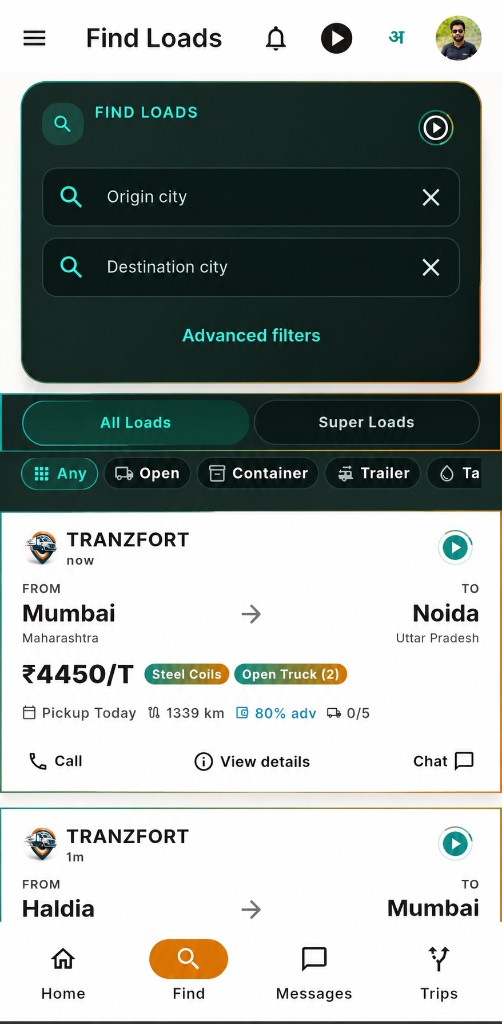 Find Loads अ
FIND LOADS
Origin city
Destination city
Advanced filters
All Loads Super Loads
Any Open Container Trailer Ta
TRANZFORT
now
FROM TO
Mumbai Noida
Maharashtra Uttar Pradesh
₹4450/T Steel Coils Open Truck (2)
Pickup Today 1339 km 80% adv 0/5
Call View details Chat
TRANZFORT
1m
FROM TO
Haldia Mumbai
Home Find Messages Trips